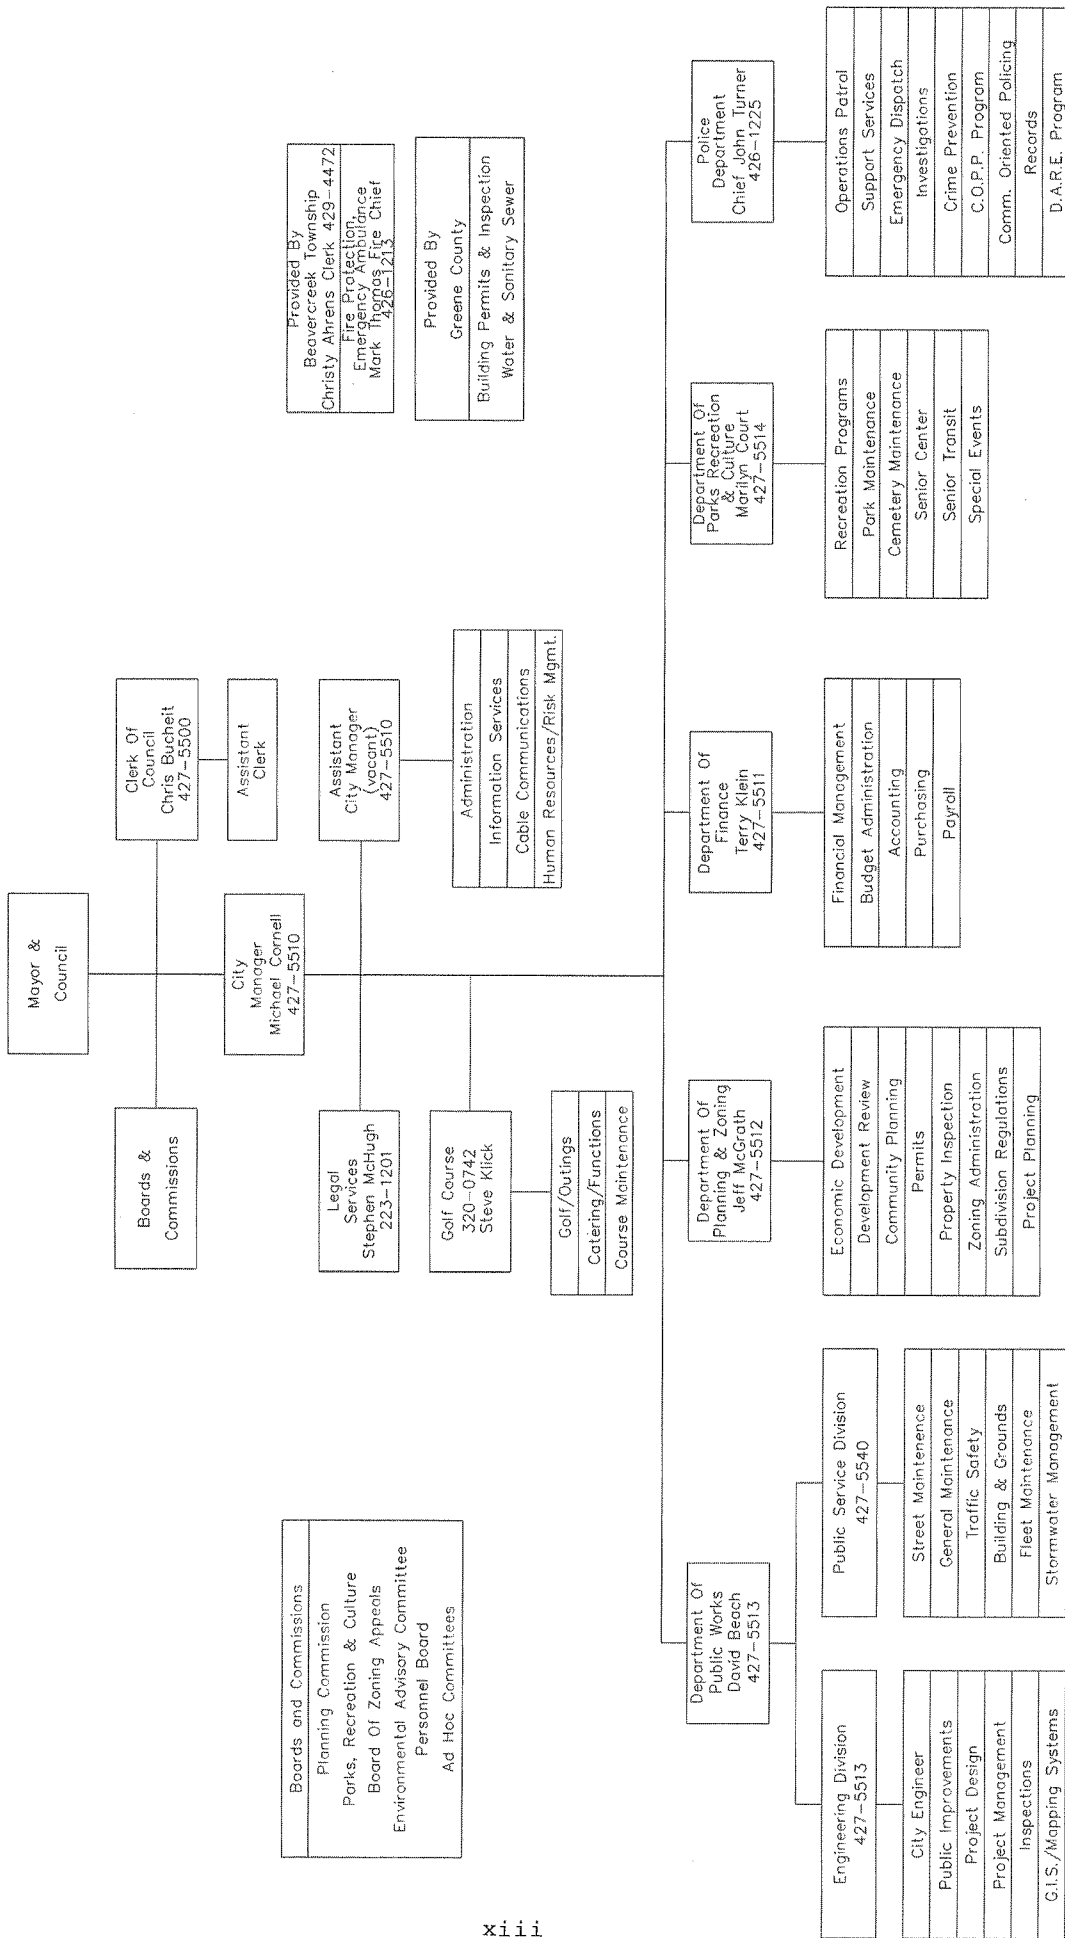 Mayor &
Council
Boards &
Commissions
Clerk Of
Council
Chris Bucheit
427-5500
Assistant
Clerk
City
Manager
Michael Cornell
427-5510
Legal
Services
Stephen McHugh
223-1201
Assistant
City Manager
(vacant)
427-5510
Administration
Information Services
Cable Communications
Human Resources/Risk Mgmt.
Golf Course
320-0742
Steve Klick
Golf/Outings
Catering/Functions
Course Maintenance
Boards and Commissions
Planning Commission
Parks, Recreation & Culture
Board Of Zoning Appeals
Environmental Advisory Committee
Personnel Board
Ad Hoc Committees
Provided By
Beavercreek Township
Christy Ahrens Clerk 429-4472
Fire Protection,
Emergency Ambulance
Mark Thomas Fire Chief
426-1213
Provided By
Greene County
Building Permits & Inspection
Water & Sanitary Sewer
Department Of
Public Works
David Beach
427-5513
Engineering Division
427-5513
City Engineer
Public Improvements
Project Design
Project Management
Inspections
G.I.S./Mapping Systems
Public Service Division
427-5540
Street Maintenence
General Maintenance
Traffic Safety
Building & Grounds
Fleet Maintenance
Stormwater Management
Department Of
Planning & Zoning
Jeff McGrath
427-5512
Economic Development
Development Review
Community Planning
Permits
Property Inspection
Zoning Administration
Subdivision Regulations
Project Planning
Department Of
Finance
Terry Klein
427-5511
Financial Management
Budget Administration
Accounting
Purchasing
Payroll
Department Of
Parks Recreation
& Culture
Marilyn Court
427-5514
Recreation Programs
Park Maintenance
Cemetery Maintenance
Senior Center
Senior Transit
Special Events
Police
Department
Chief John Turner
426-1225
Operations Patrol
Support Services
Emergency Dispatch
Investigations
Crime Prevention
C.O.P.P. Program
Comm. Oriented Policing
Records
D.A.R.E. Program
xiii